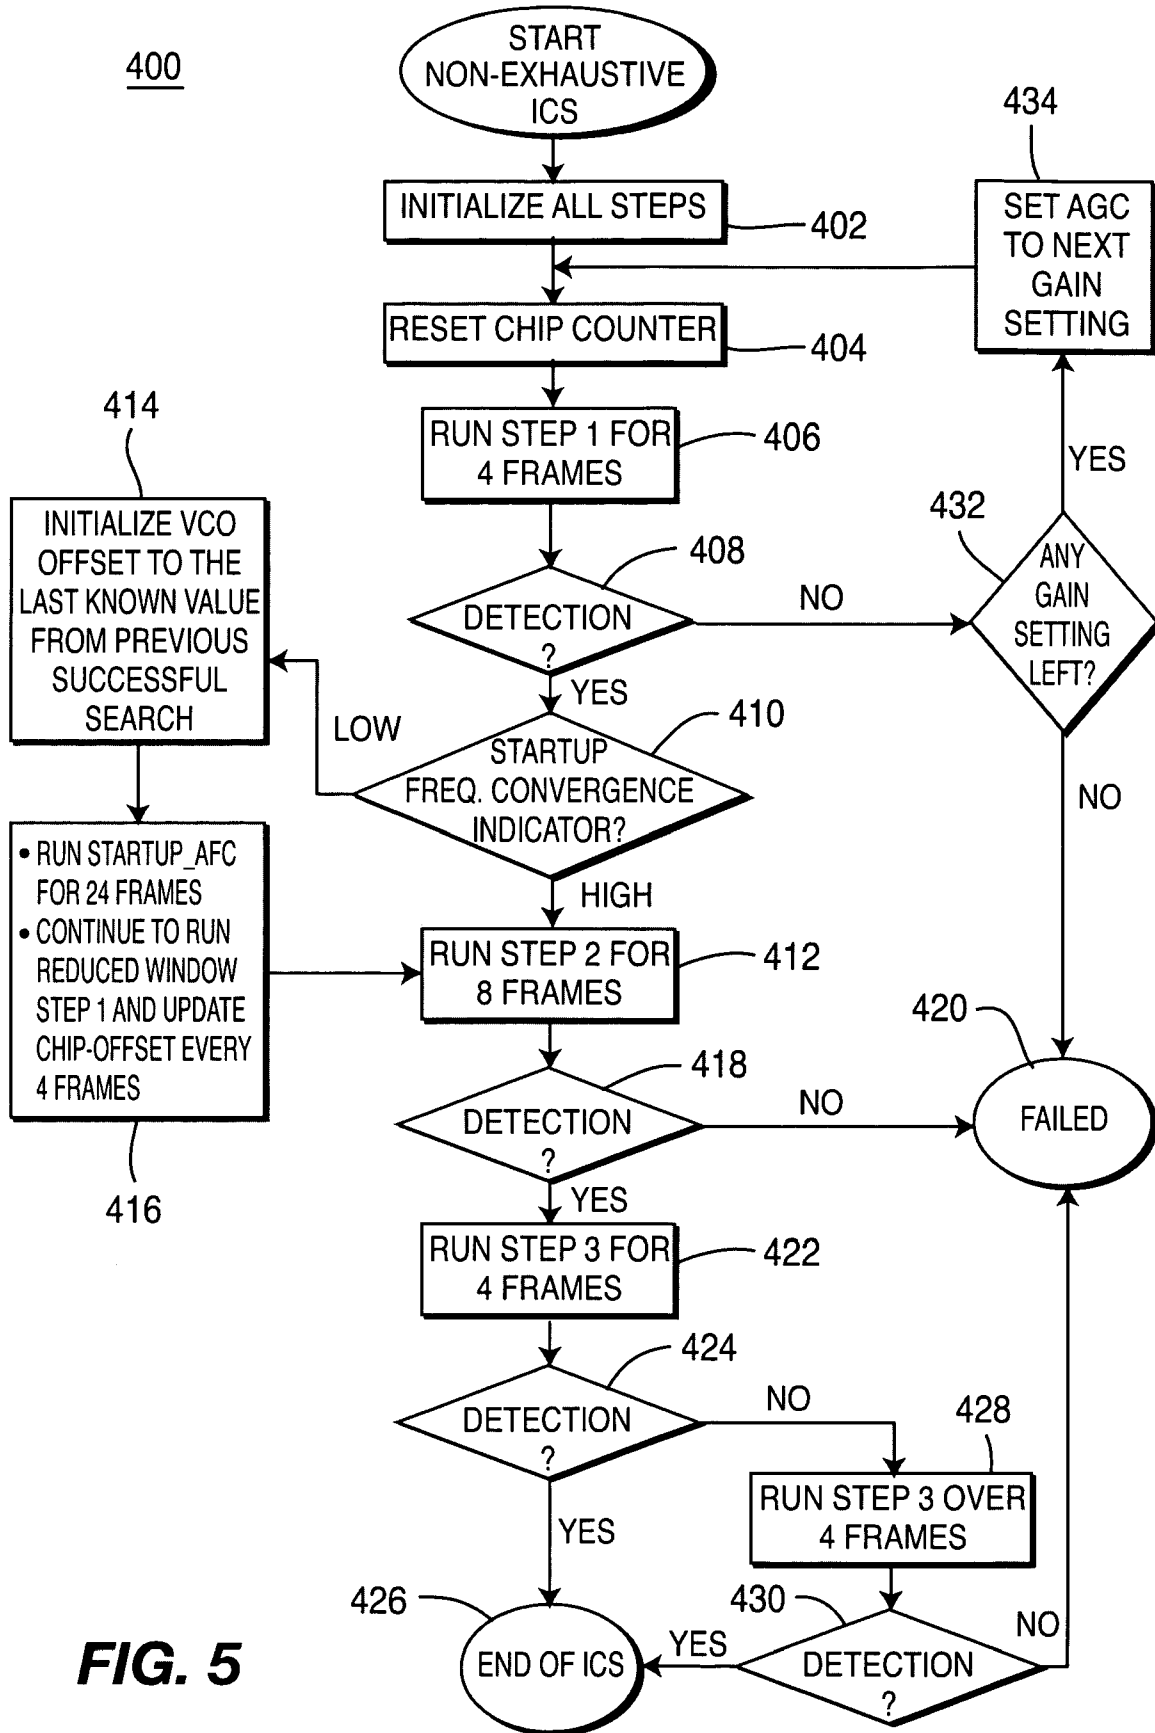 400
START
NON-EXHAUSTIVE
ICS
INITIALIZE ALL STEPS
402
434
SET AGC
TO NEXT
GAIN
SETTING
RESET CHIP COUNTER
404
414
RUN STEP 1 FOR
4 FRAMES
406
YES
INITIALIZE VCO
OFFSET TO THE
LAST KNOWN VALUE
FROM PREVIOUS
SUCCESSFUL
SEARCH
432
408
DETECTION
?
NO
ANY
GAIN
SETTING
LEFT?
YES
LOW
410
STARTUP
FREQ. CONVERGENCE
INDICATOR?
NO
HIGH
• RUN STARTUP_AFC
FOR 24 FRAMES
• CONTINUE TO RUN
REDUCED WINDOW
STEP 1 AND UPDATE
CHIP-OFFSET EVERY
4 FRAMES
416
RUN STEP 2 FOR
8 FRAMES
412
418
DETECTION
?
NO
420
FAILED
YES
RUN STEP 3 FOR
4 FRAMES
422
424
DETECTION
?
NO
428
RUN STEP 3 OVER
4 FRAMES
YES
426
END OF ICS
430
YES
DETECTION
?
NO
FIG. 5